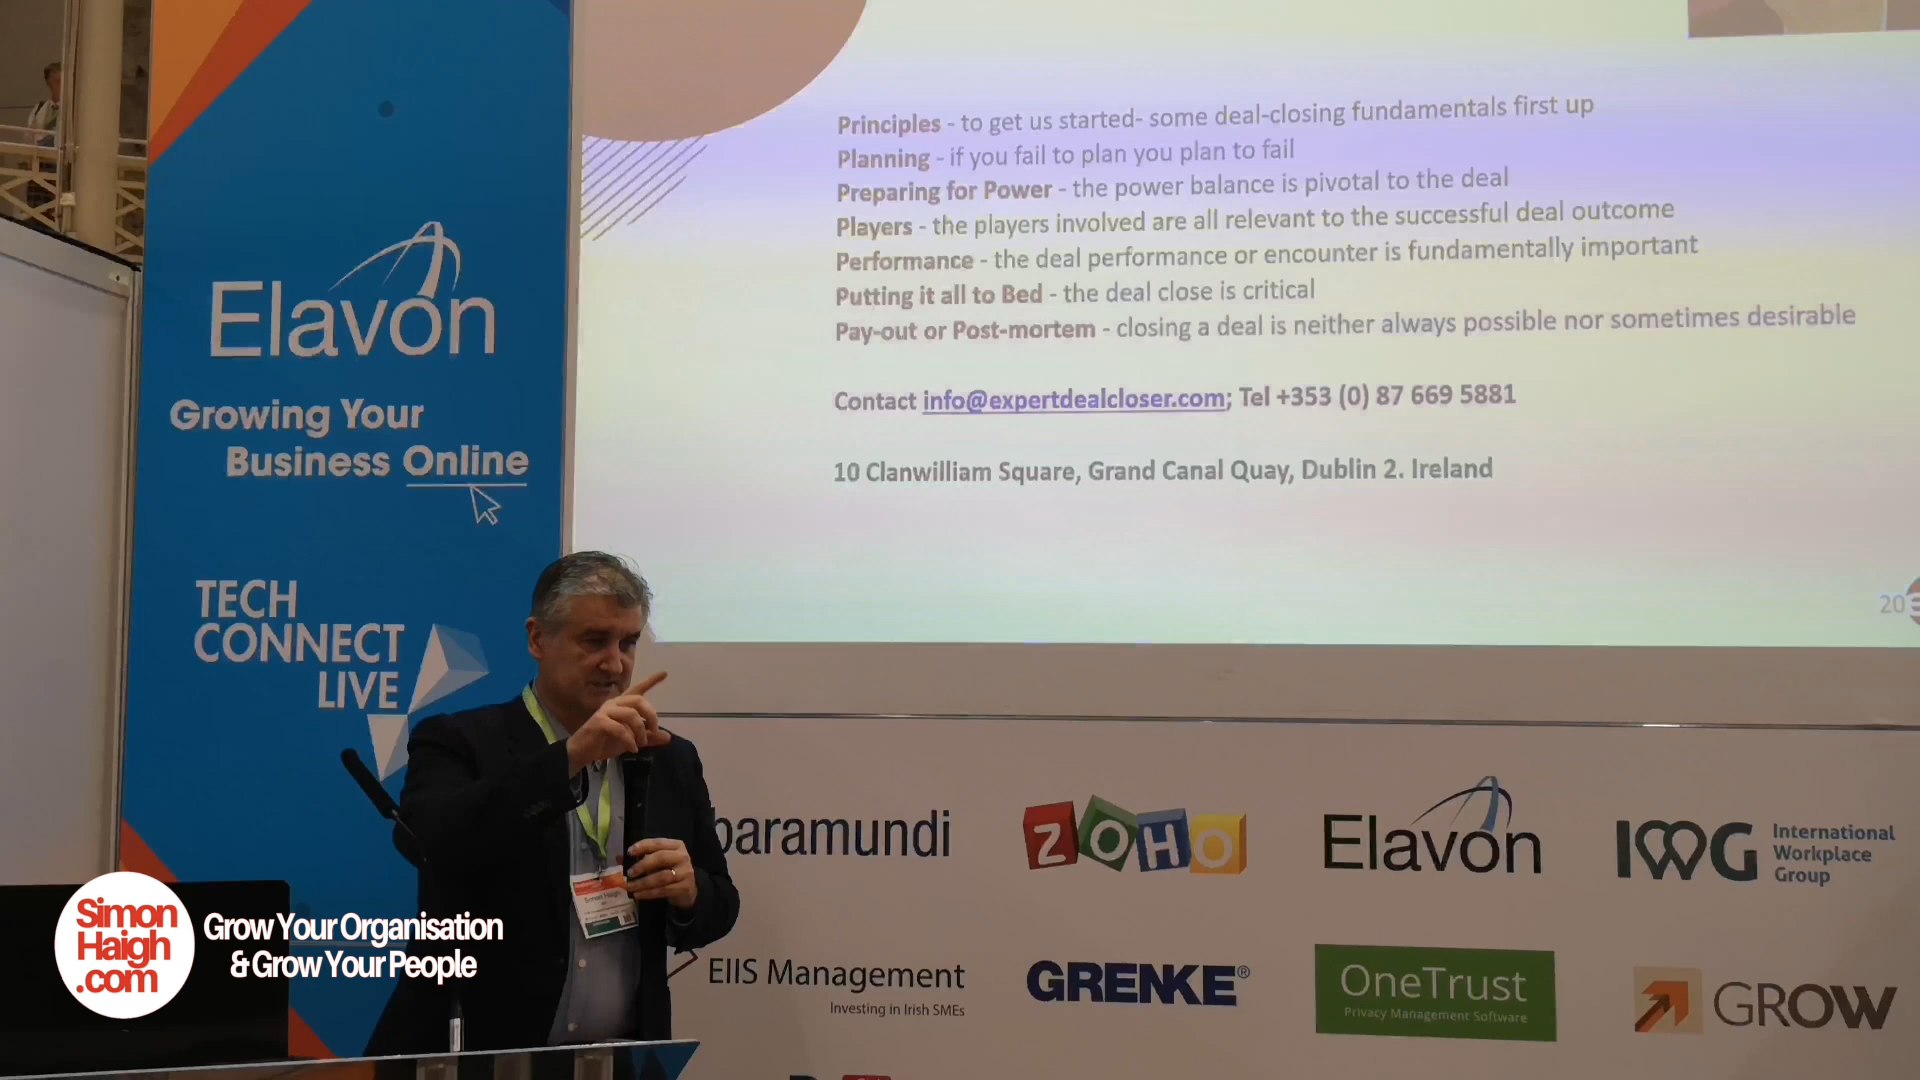 Principles - to get us started- some deal-closing fundamentals first up
Planning - if you fail to plan you plan to fail
Preparing for Power - the power balance is pivotal to the deal
Players - the players involved are all relevant to the successful deal outcome
Performance - the deal performance or encounter is fundamentally important
Putting it all to Bed - the deal close is critical
Pay-out or Post-mortem - closing a deal is neither always possible nor sometimes desirable
Contact info@expertdealcloser.com; Tel +353 (0) 87 669 5881
10 Clanwilliam Square, Grand Canal Quay, Dublin 2. Ireland
20
Elavon
Growing Your
Business Online
TECH
CONNECT
LIVE
baramundi
ZOHO
Elavon
IWG
International
Workplace
Group
EIIS Management
Investing in Irish SMEs
GRENKE®
OneTrust
Privacy Management Software
GROW
Simon Haigh
Simon
Haigh
.com
Grow Your Organisation
& Grow Your People